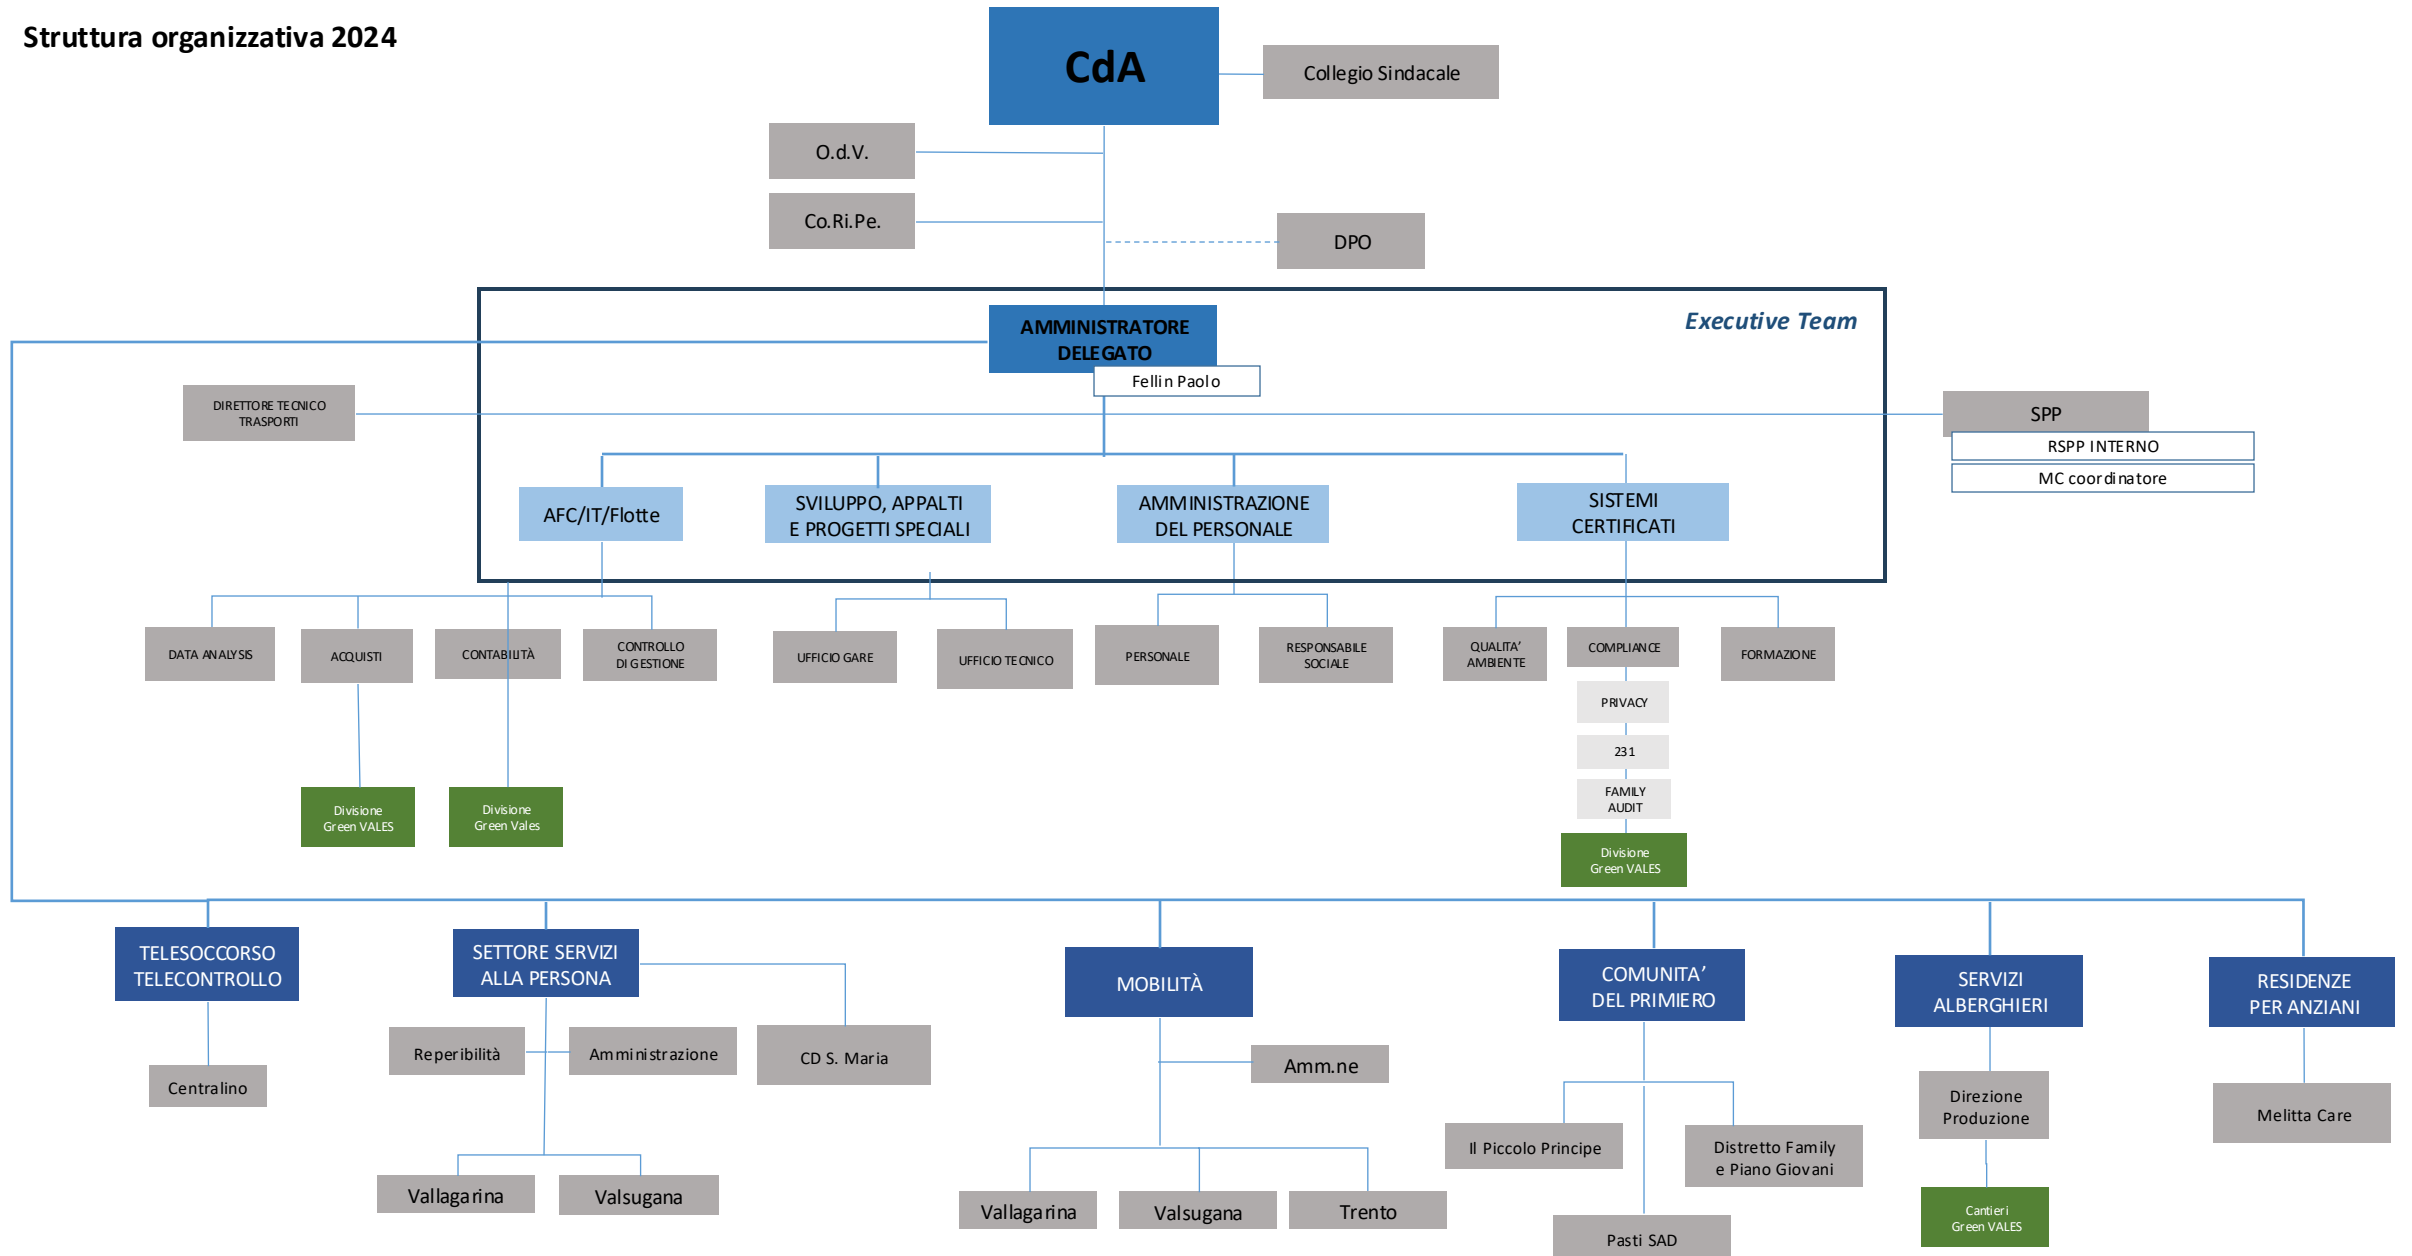 Struttura organizzativa 2024
CdA
Collegio Sindacale
O.d.V.
Co.Ri.Pe.
DPO
Executive Team
AMMINISTRATORE
DELEGATO
Fellin Paolo
DIRETTORE TECNICO
TRASPORTI
SPP
RSPP INTERNO
MC coordinatore
AFC/IT/Flotte
SVILUPPO, APPALTI
E PROGETTI SPECIALI
AMMINISTRAZIONE
DEL PERSONALE
SISTEMI
CERTIFICATI
DATA ANALYSIS
ACQUISTI
CONTABILITÀ
CONTROLLO
DI GESTIONE
UFFICIO GARE
UFFICIO TECNICO
PERSONALE
RESPONSABILE
SOCIALE
QUALITA’
AMBIENTE
COMPLIANCE
FORMAZIONE
PRIVACY
231
FAMILY
AUDIT
Divisione
Green VALES
Divisione
Green Vales
Divisione
Green VALES
TELESOCCORSO
TELECONTROLLO
SETTORE SERVIZI
ALLA PERSONA
MOBILITÀ
COMUNITA’
DEL PRIMIERO
SERVIZI
ALBERGHIERI
RESIDENZE
PER ANZIANI
Centralino
Reperibilità
Amministrazione
CD S. Maria
Amm.ne
Direzione
Produzione
Melitta Care
Il Piccolo Principe
Distretto Family
e Piano Giovani
Vallagarina
Valsugana
Vallagarina
Valsugana
Trento
Pasti SAD
Cantieri
Green VALES